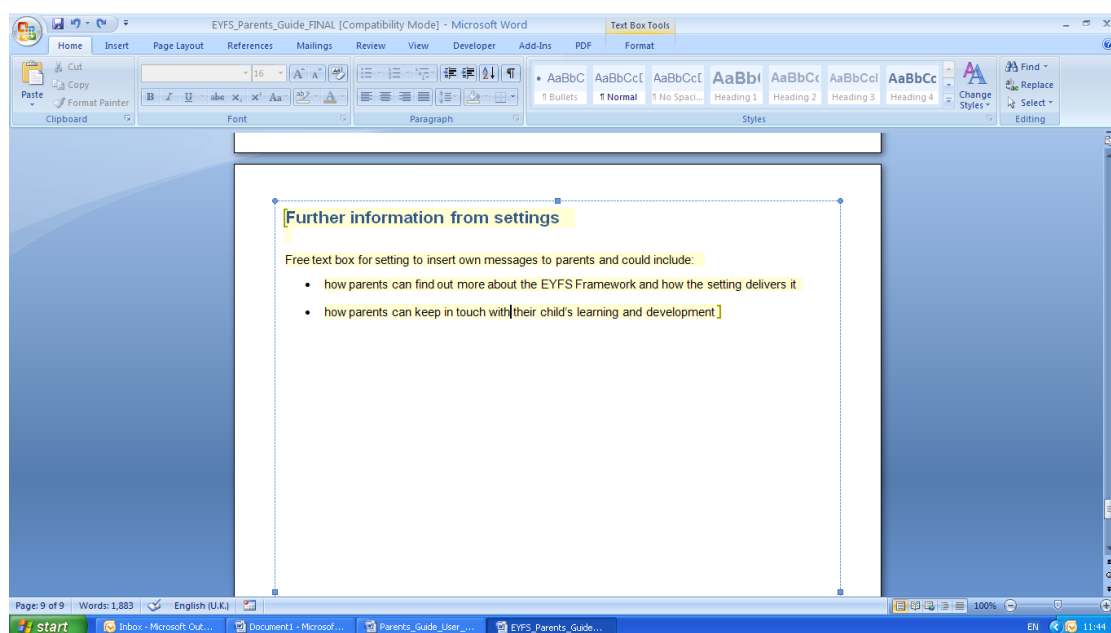 EYFS_Parents_Guide_FINAL [Compatibility Mode] - Microsoft Word
Text Box Tools
Home Insert Page Layout References Mailings Review View Developer Add-Ins PDF Format
Paste
Cut
Copy
Format Painter
Clipboard
16
Font
Paragraph
AaBbC AaBbCcI AaBbCcI AaBb( AaBbCc AaBbCcl AaBbCc
Bullets ¶ Normal ¶ No Spaci... Heading 1 Heading 2 Heading 3 Heading 4
Change Styles
Styles
Find
Replace
Select
Editing
Further information from settings
Free text box for setting to insert own messages to parents and could include:
• how parents can find out more about the EYFS Framework and how the setting delivers it
• how parents can keep in touch with their child's learning and development
Page: 9 of 9 Words: 1,883 English (U.K.) 100%
start Inbox - Microsoft Out... Document1 - Microsof... Parents_Guide_User_... EYFS_Parents_Guide... EN 11:44